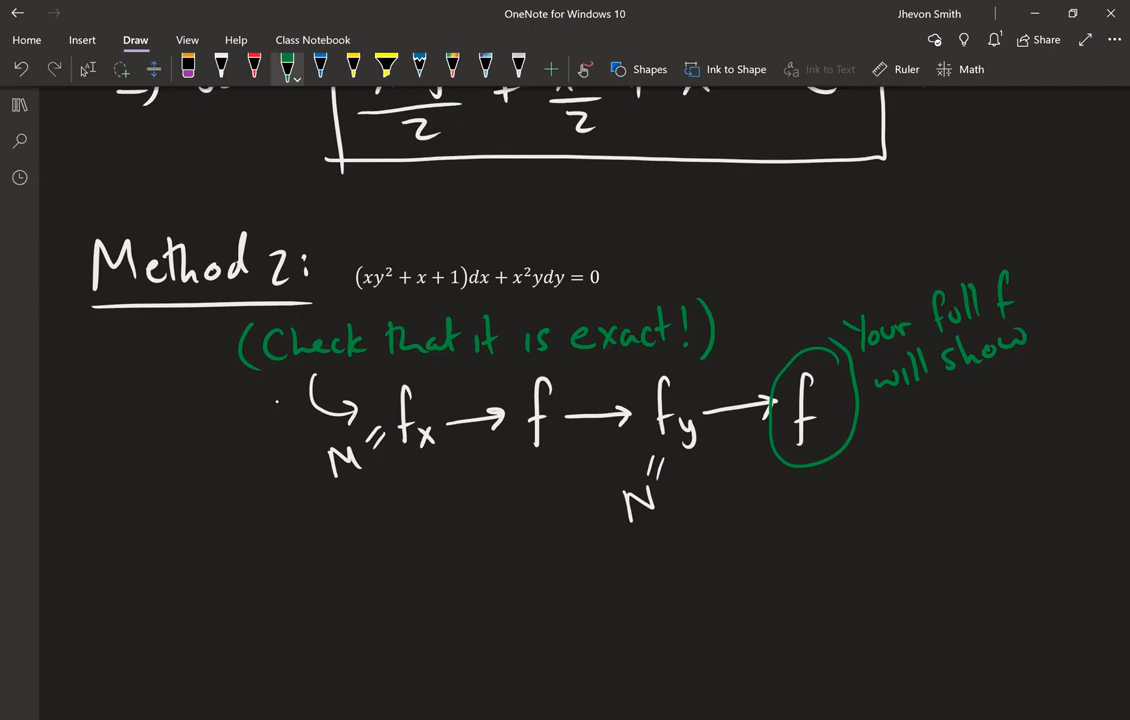 OneNote for Windows 10
Jhevon Smith
Home Insert Draw View Help Class Notebook
Share
Shapes Ink to Shape Ink to Text Ruler Math
2 2
Method 2: (xy² + x + 1)dx + x²ydy = 0
(Check that it is exact!)
Your full f
will show
M = fx → f → fy → f
=
N